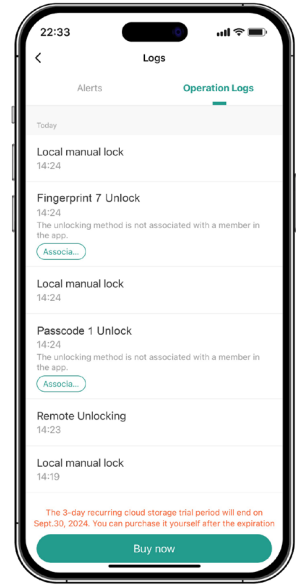 22:33
Logs
Alerts
Operation Logs
Today
Local manual lock
14:24
Fingerprint 7 Unlock
14:24
The unlocking method is not associated with a member in
the app.
Associa...
Local manual lock
14:24
Passcode 1 Unlock
14:24
The unlocking method is not associated with a member in
the app.
Associa...
Remote Unlocking
14:23
Local manual lock
14:19
The 3-day recurring cloud storage trial period will end on
Sept.30, 2024. You can purchase it yourself after the expiration
Buy now